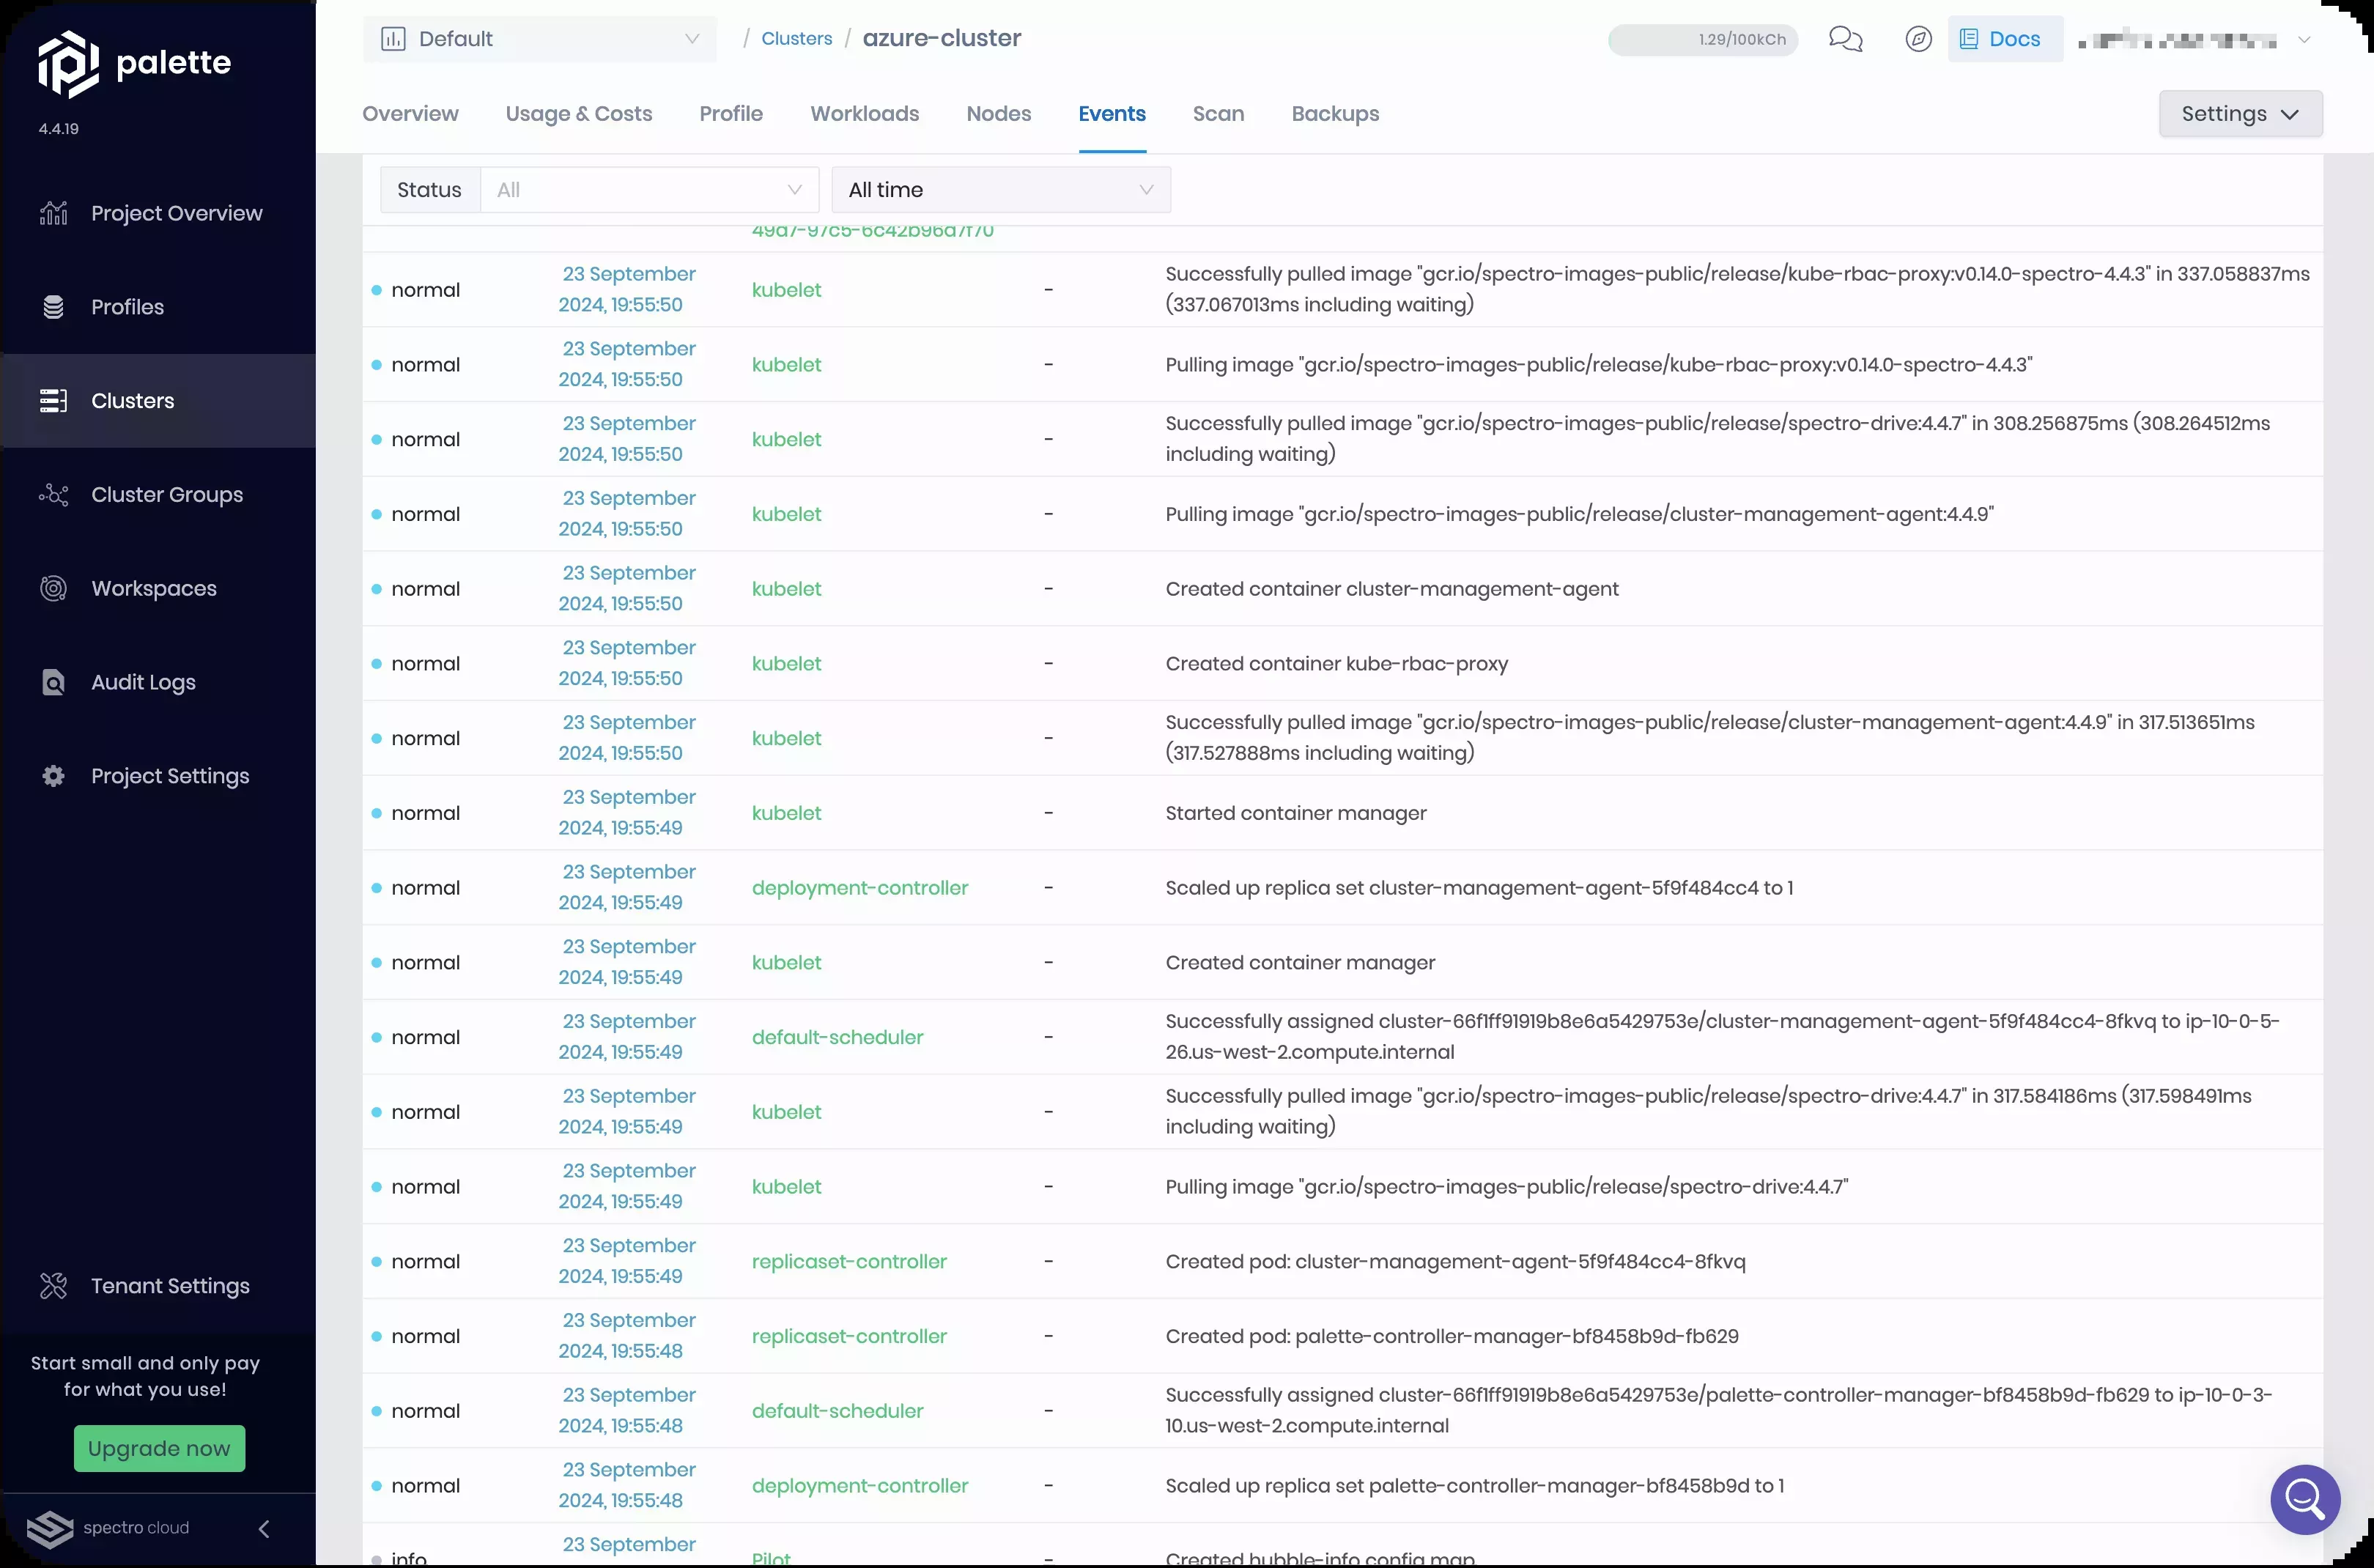 palette
4.4.19
Project Overview
Profiles
Clusters
Cluster Groups
Workspaces
Audit Logs
Project Settings
Tenant Settings
Start small and only pay
for what you use!
Upgrade now
spectro cloud
Default
/ Clusters / azure-cluster
1.29/100kCh
Docs
Overview
Usage & Costs
Profile
Workloads
Nodes
Events
Scan
Backups
Settings
Status
All
All time
49d7-97c5-6c42b96d7f70
normal
23 September
2024, 19:55:50
kubelet
-
Successfully pulled image "gcr.io/spectro-images-public/release/kube-rbac-proxy:v0.14.0-spectro-4.4.3" in 337.058837ms
(337.067013ms including waiting)
normal
23 September
2024, 19:55:50
kubelet
-
Pulling image "gcr.io/spectro-images-public/release/kube-rbac-proxy:v0.14.0-spectro-4.4.3"
normal
23 September
2024, 19:55:50
kubelet
-
Successfully pulled image "gcr.io/spectro-images-public/release/spectro-drive:4.4.7" in 308.256875ms (308.264512ms
including waiting)
normal
23 September
2024, 19:55:50
kubelet
-
Pulling image "gcr.io/spectro-images-public/release/cluster-management-agent:4.4.9"
normal
23 September
2024, 19:55:50
kubelet
-
Created container cluster-management-agent
normal
23 September
2024, 19:55:50
kubelet
-
Created container kube-rbac-proxy
normal
23 September
2024, 19:55:50
kubelet
-
Successfully pulled image "gcr.io/spectro-images-public/release/cluster-management-agent:4.4.9" in 317.513651ms
(317.527888ms including waiting)
normal
23 September
2024, 19:55:49
kubelet
-
Started container manager
normal
23 September
2024, 19:55:49
deployment-controller
-
Scaled up replica set cluster-management-agent-5f9f484cc4 to 1
normal
23 September
2024, 19:55:49
kubelet
-
Created container manager
normal
23 September
2024, 19:55:49
default-scheduler
-
Successfully assigned cluster-66f1ff91919b8e6a5429753e/cluster-management-agent-5f9f484cc4-8fkvq to ip-10-0-5-
26.us-west-2.compute.internal
normal
23 September
2024, 19:55:49
kubelet
-
Successfully pulled image "gcr.io/spectro-images-public/release/spectro-drive:4.4.7" in 317.584186ms (317.598491ms
including waiting)
normal
23 September
2024, 19:55:49
kubelet
-
Pulling image "gcr.io/spectro-images-public/release/spectro-drive:4.4.7"
normal
23 September
2024, 19:55:49
replicaset-controller
-
Created pod: cluster-management-agent-5f9f484cc4-8fkvq
normal
23 September
2024, 19:55:48
replicaset-controller
-
Created pod: palette-controller-manager-bf8458b9d-fb629
normal
23 September
2024, 19:55:48
default-scheduler
-
Successfully assigned cluster-66f1ff91919b8e6a5429753e/palette-controller-manager-bf8458b9d-fb629 to ip-10-0-3-
10.us-west-2.compute.internal
normal
23 September
2024, 19:55:48
deployment-controller
-
Scaled up replica set palette-controller-manager-bf8458b9d to 1
info
23 September
Pilot
-
Created hubble-info config map